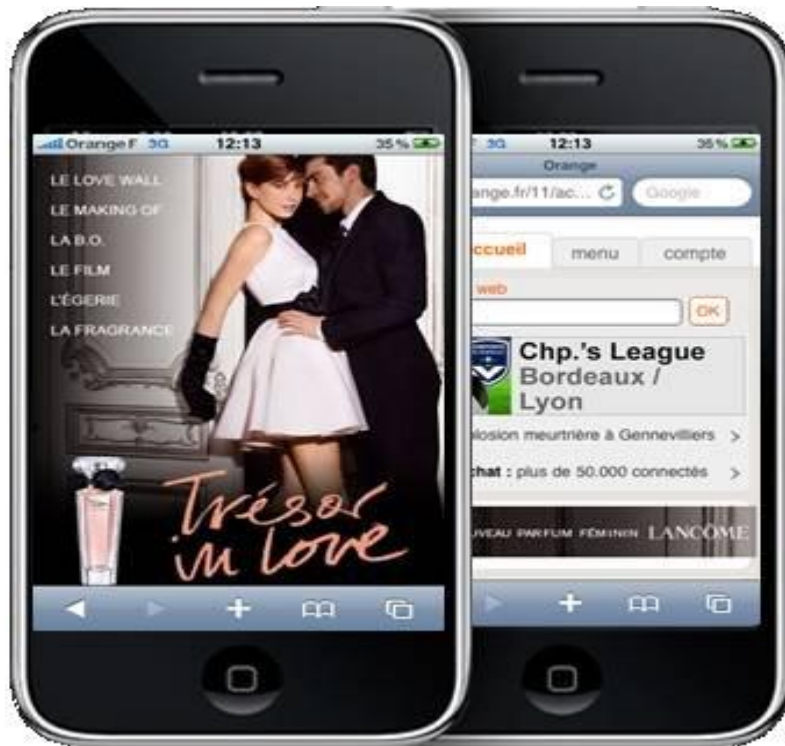 Orange F 3G 12:13 35%
LE LOVE WALL
LE MAKING OF
LA B.O.
LE FILM
L'ÉGERIE
LA FRAGRANCE
Trésor
in love
3G 12:13 35%
Orange
ange.fr/11/ac... Google
ccueil menu compte
web
OK
Chp.'s League
Bordeaux /
Lyon
losion meurtrière à Gennevilliers >
chat : plus de 50.000 connectés >
UVEAU PARFUM FÉMININ LANCÔME